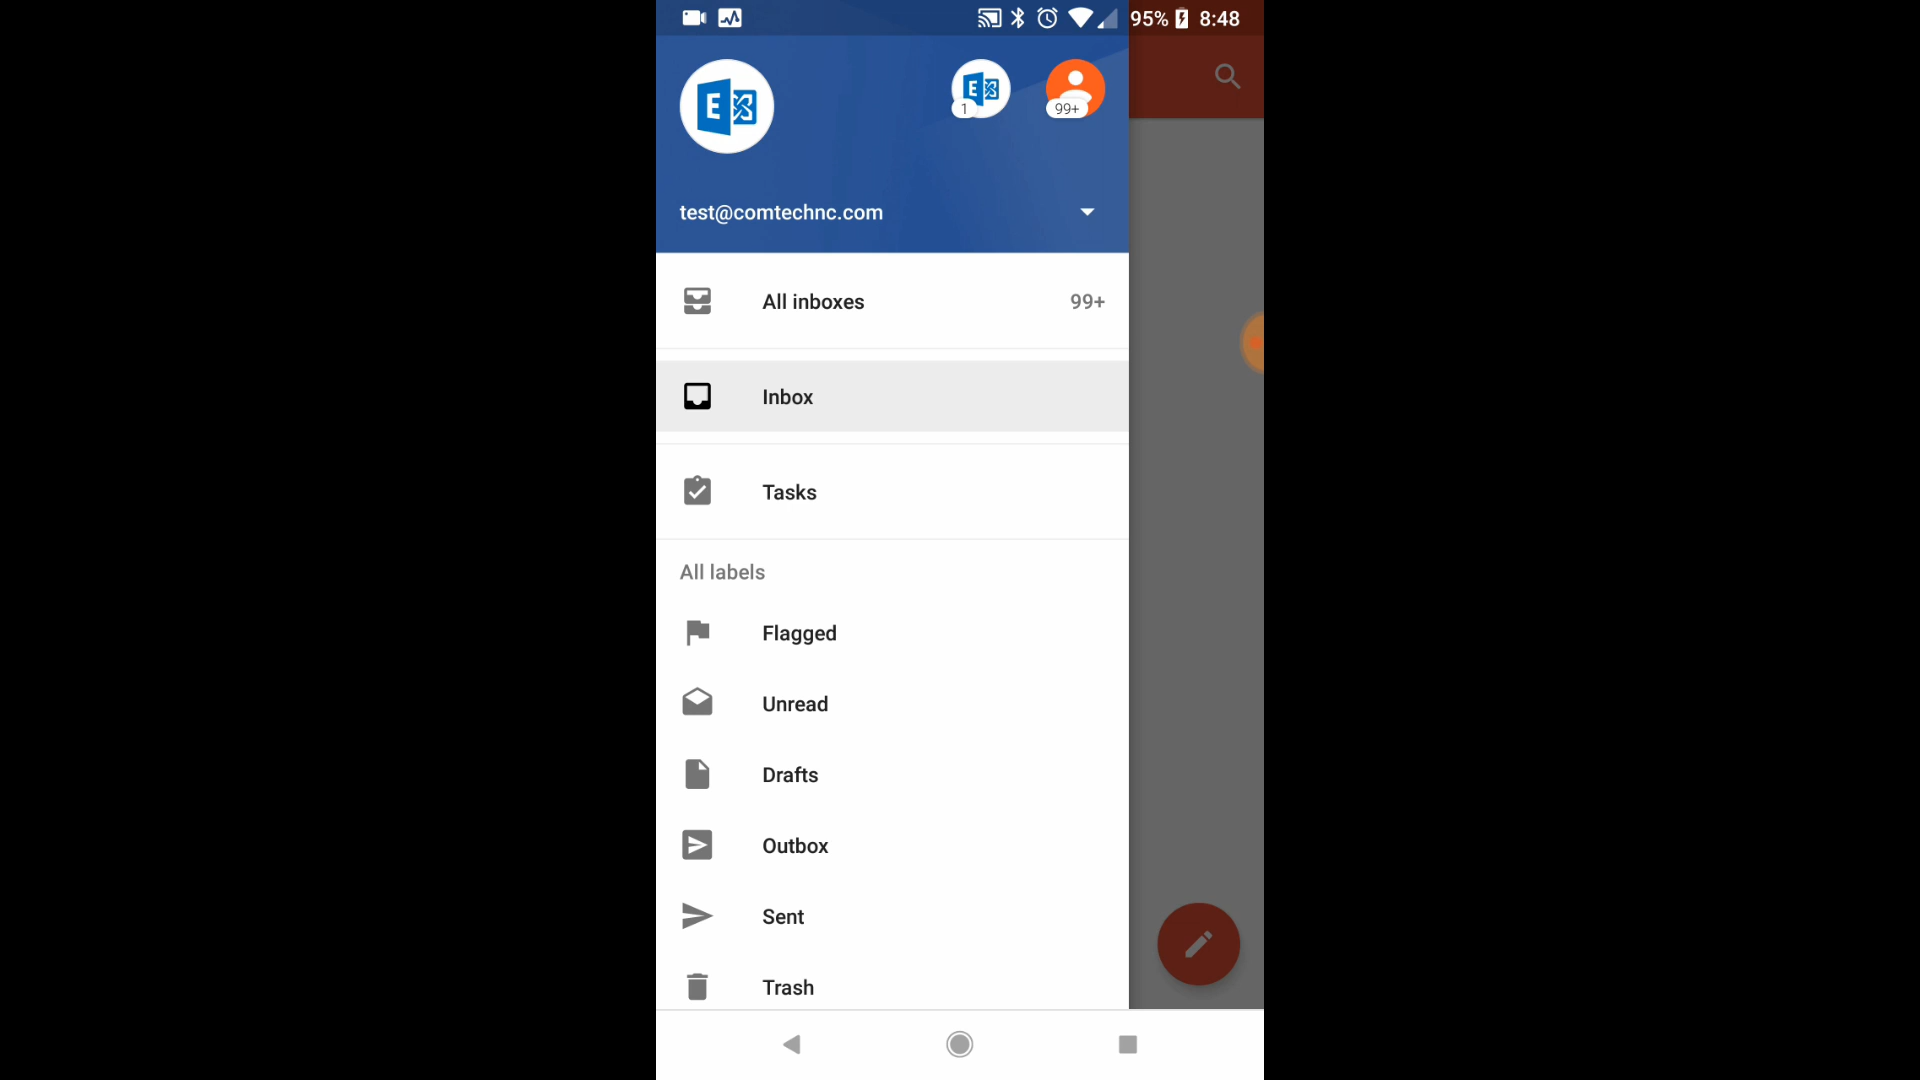 95% 8:48
E
E
1
99+
test@comtechnc.com
All inboxes 99+
Inbox
Tasks
All labels
Flagged
Unread
Drafts
Outbox
Sent
Trash